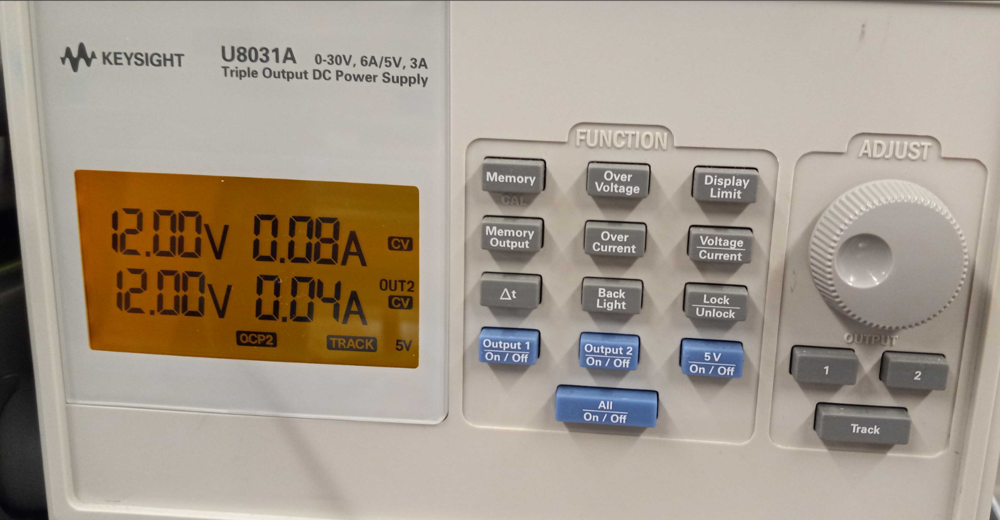 KEYSIGHT
U8031A 0-30V, 6A/5V, 3A
Triple Output DC Power Supply
12.00V 0.08A CV
12.00V 0.04A OUT2 CV
OCP2 TRACK 5V
FUNCTION
Memory
CAL
Over
Voltage
Display
Limit
Memory
Output
Over
Current
Voltage
Current
Δt
Back
Light
Lock
Unlock
Output 1
On / Off
Output 2
On / Off
5 V
On / Off
All
On / Off
ADJUST
OUTPUT
1
2
Track